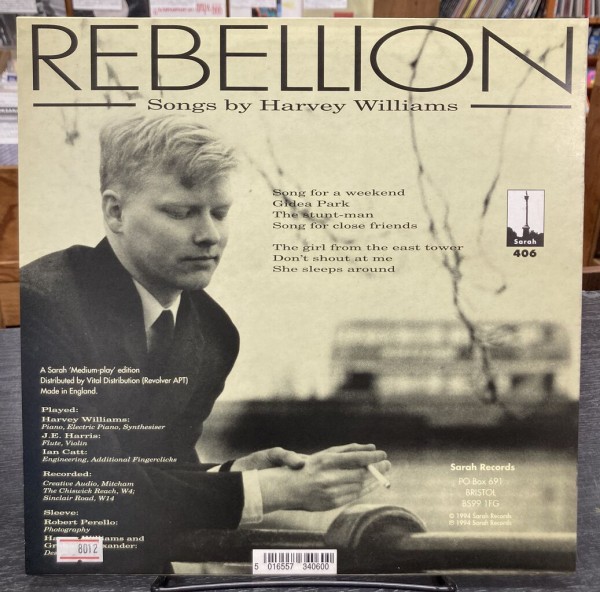 REBELLION
Songs by Harvey Williams
Song for a weekend
Gidea Park
The stunt-man
Song for close friends
The girl from the east tower
Don't shout at me
She sleeps around
Sarah
406
A Sarah 'Medium-play' edition
Distributed by Vital Distribution (Revolver APT)
Made in England.
Played:
Harvey Williams:
Piano, Electric Piano, Synthesiser
J.E. Harris:
Flute, Violin
Ian Catt:
Engineering, Additional Fingerclicks
Recorded:
Creative Audio, Mitcham
The Chiswick Reach, W4;
Sinclair Road, W14
Sleeve:
Robert Perello:
Photography
Williams and
8012
Sarah Records
PO Box 691
BRISTOL
BS99 1FG
© 1994 Sarah Records
℗ 1994 Sarah Records
5 016557 340600